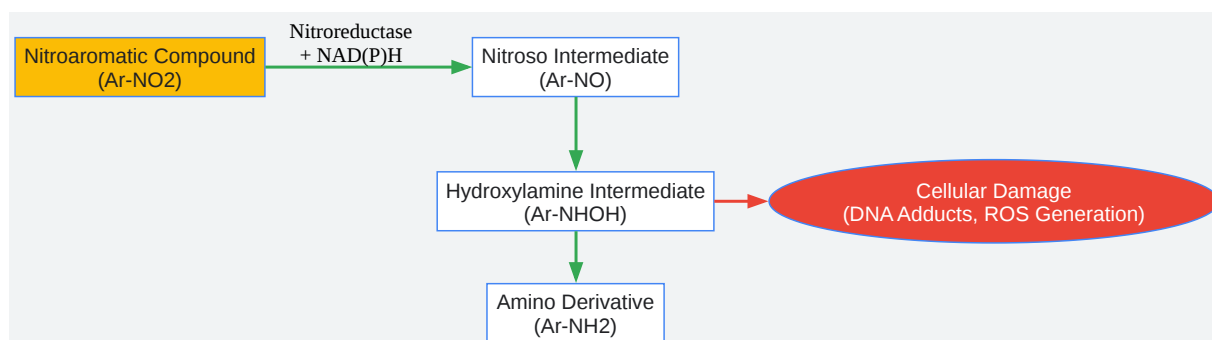 Nitroaromatic Compound
(Ar-NO2)
Nitroreductase
+ NAD(P)H
Nitroso Intermediate
(Ar-NO)
Hydroxylamine Intermediate
(Ar-NHOH)
Cellular Damage
(DNA Adducts, ROS Generation)
Amino Derivative
(Ar-NH2)